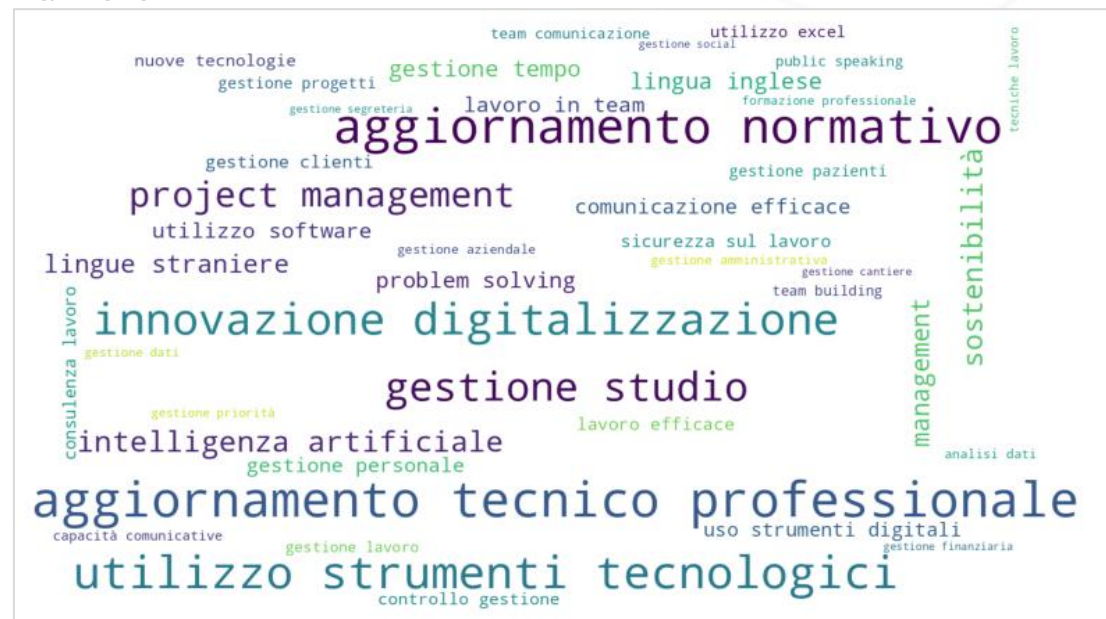 team comunicazione
utilizzo excel
gestione social
nuove tecnologie
gestione tempo
public speaking
gestione progetti
lingua inglese
tecniche lavoro
gestione segreteria
lavoro in team
formazione professionale
aggiornamento normativo
gestione clienti
gestione pazienti
project management
comunicazione efficace
sostenibilità
utilizzo software
sicurezza sul lavoro
gestione aziendale
lingue straniere
gestione amministrativa
problem solving
gestione cantiere
team building
innovazione digitalizzazione
consulenza lavoro
gestione dati
management
gestione studio
gestione priorità
lavoro efficace
intelligenza artificiale
gestione personale
analisi dati
aggiornamento tecnico professionale
capacità comunicative
uso strumenti digitali
gestione lavoro
gestione finanziaria
utilizzo strumenti tecnologici
controllo gestione